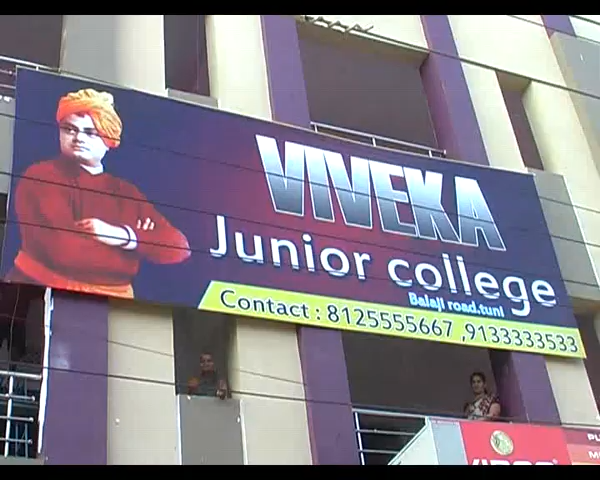 VIVEKA
Junior college
Balaji road.tuni
Contact : 8125555667 ,9133333533